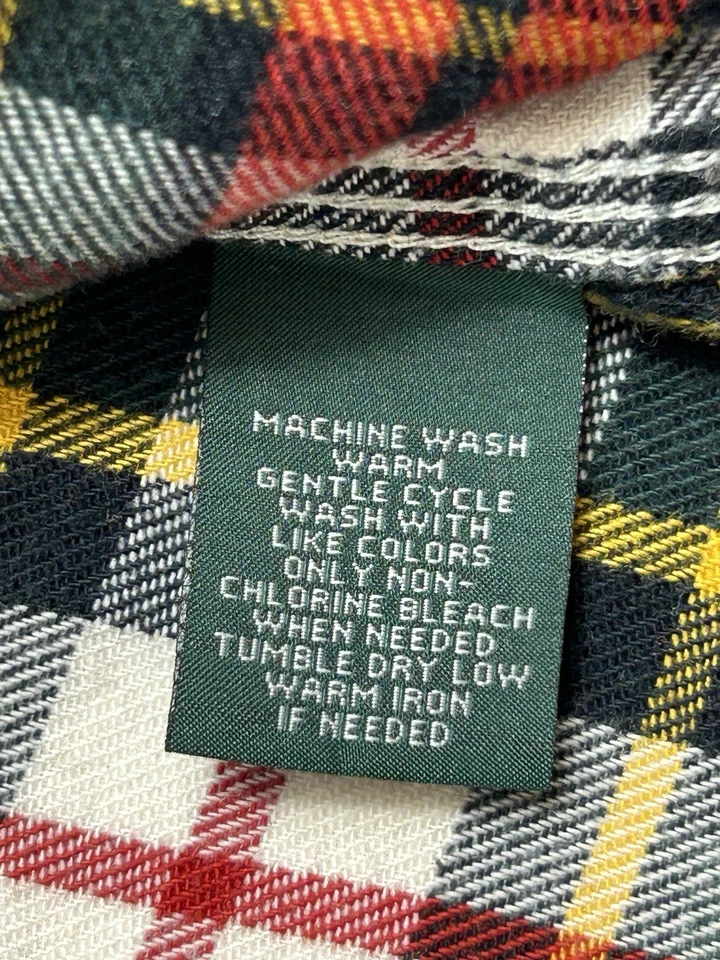 MACHINE WASH
WARM
GENTLE CYCLE
WASH WITH
LIKE COLORS
ONLY NON-
CHLORINE BLEACH
WHEN NEEDED
TUMBLE DRY LOW
WARM IRON
IF NEEDED